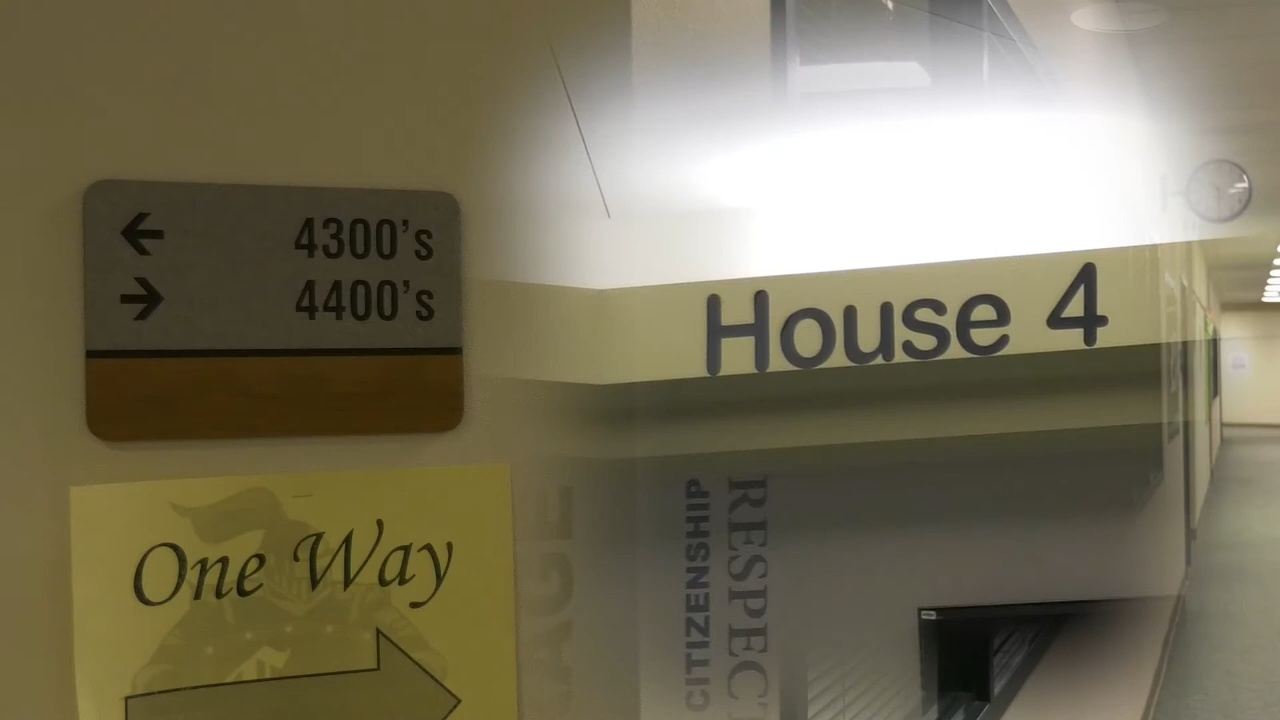 ← 4300's
→ 4400's
One Way
House 4
CITIZENSHIP
RESPECT